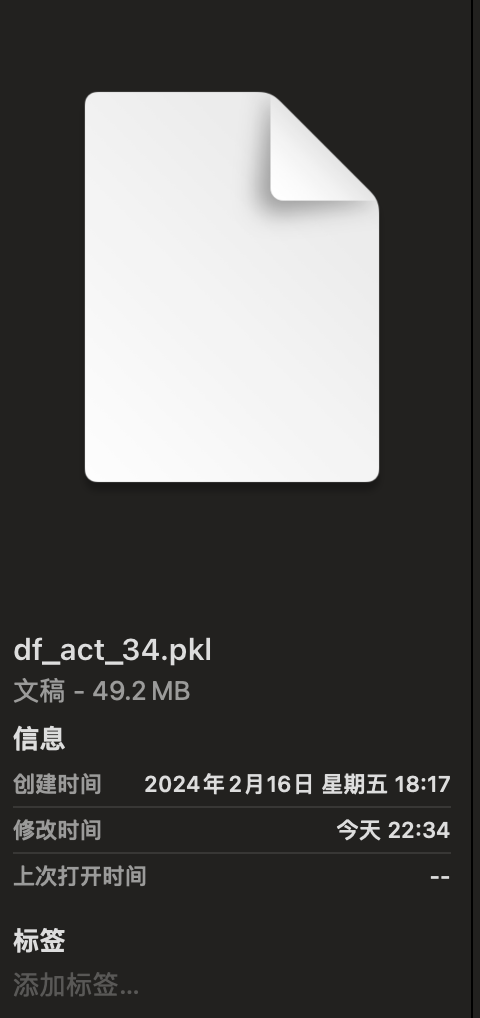 df_act_34.pkl
文稿 - 49.2 MB
信息
创建时间 2024年2月16日 星期五 18:17
修改时间 今天 22:34
上次打开时间 --
标签
添加标签...